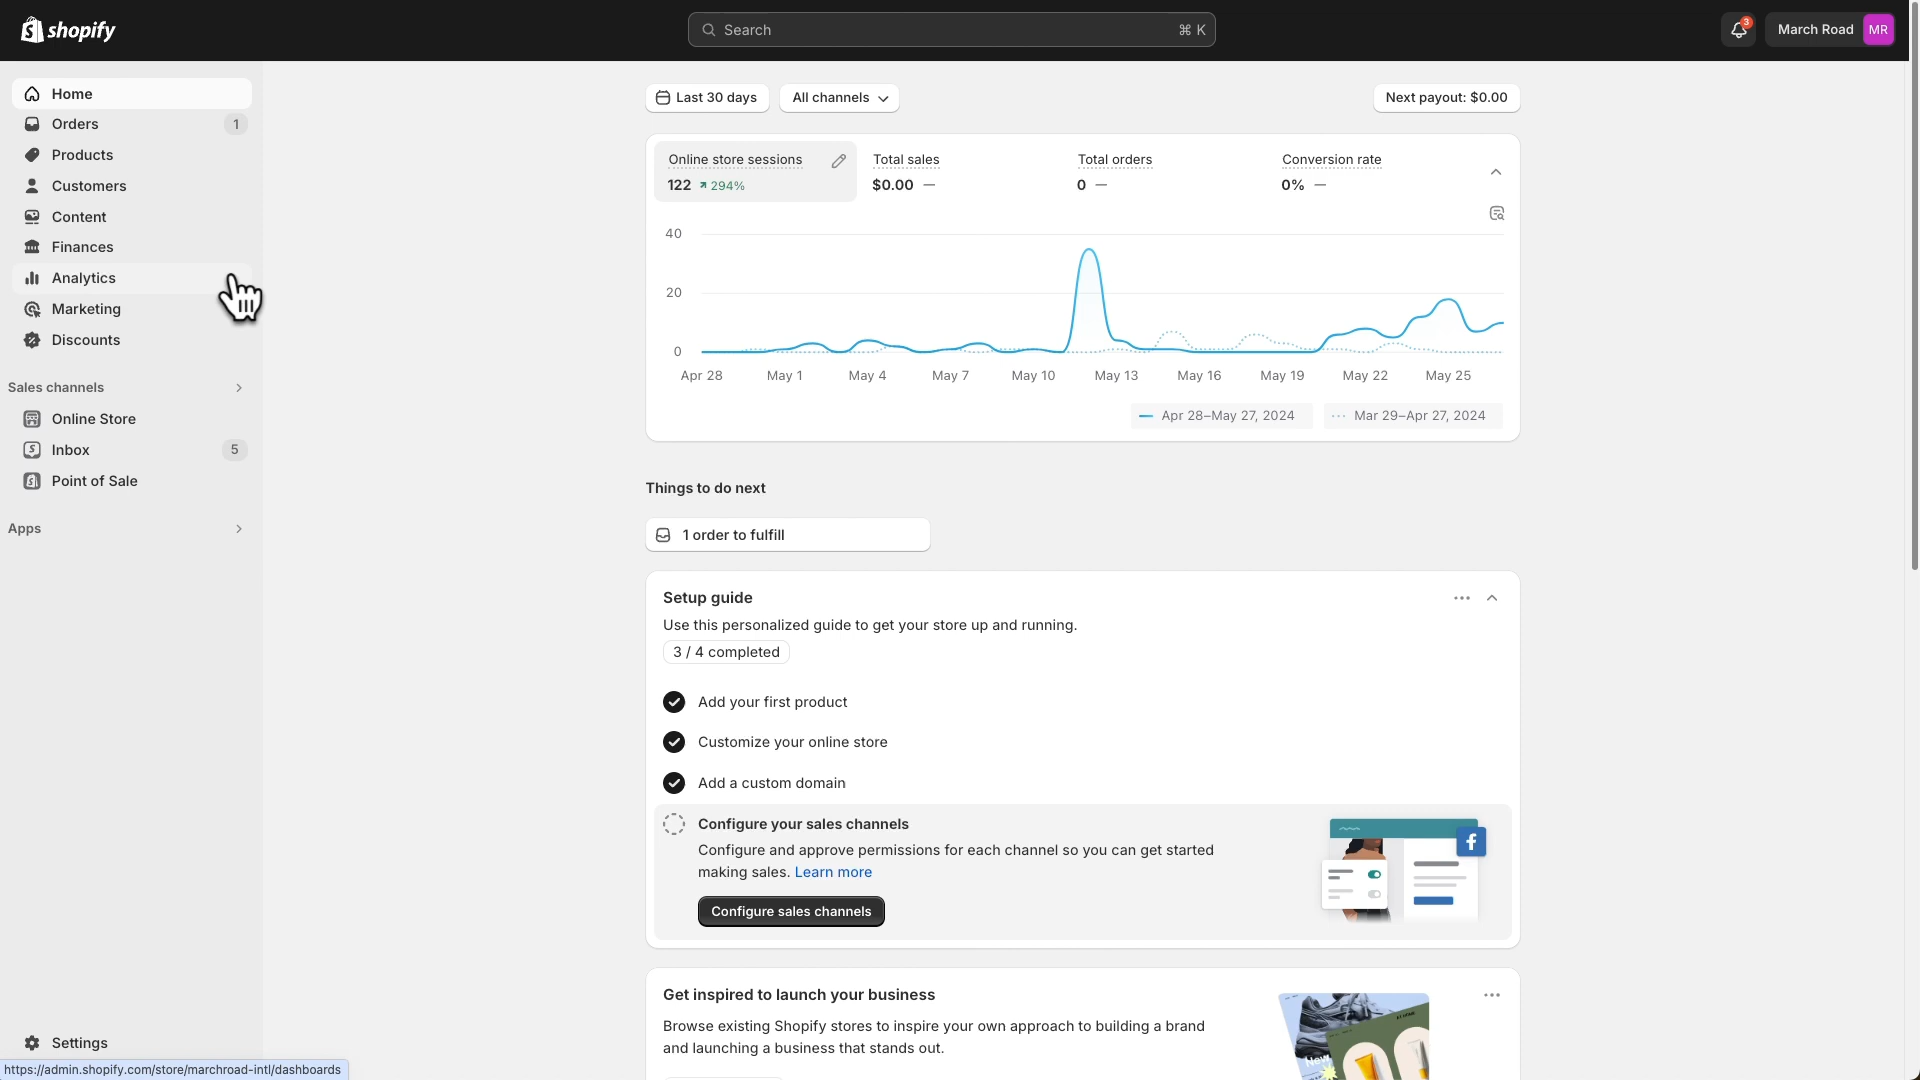 shopify
Search
⌘ K
3
March Road
MR
Home
Orders
1
Products
Customers
Content
Finances
Analytics
Marketing
Discounts
Sales channels
Online Store
Inbox
5
Point of Sale
Apps
Settings
https://admin.shopify.com/store/marchroad-intl/dashboards
Last 30 days
All channels
Next payout: $0.00
Online store sessions
122
294%
Total sales
$0.00 —
Total orders
0 —
Conversion rate
0% —
40
20
0
Apr 28
May 1
May 4
May 7
May 10
May 13
May 16
May 19
May 22
May 25
Apr 28–May 27, 2024
Mar 29–Apr 27, 2024
Things to do next
1 order to fulfill
Setup guide
Use this personalized guide to get your store up and running.
3 / 4 completed
Add your first product
Customize your online store
Add a custom domain
Configure your sales channels
Configure and approve permissions for each channel so you can get started
making sales. Learn more
Configure sales channels
Get inspired to launch your business
Browse existing Shopify stores to inspire your own approach to building a brand
and launching a business that stands out.
New